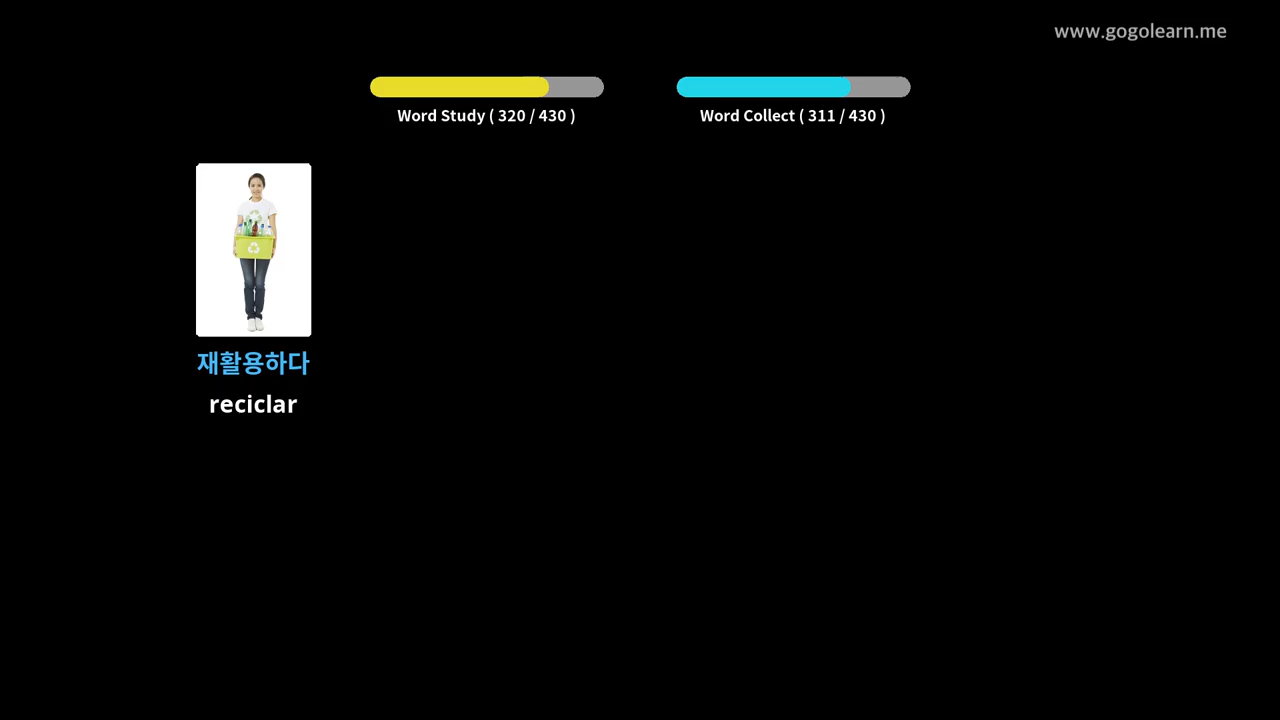 www.gogolearn.me
Word Study ( 320 / 430 )
Word Collect ( 311 / 430 )
재활용하다
reciclar